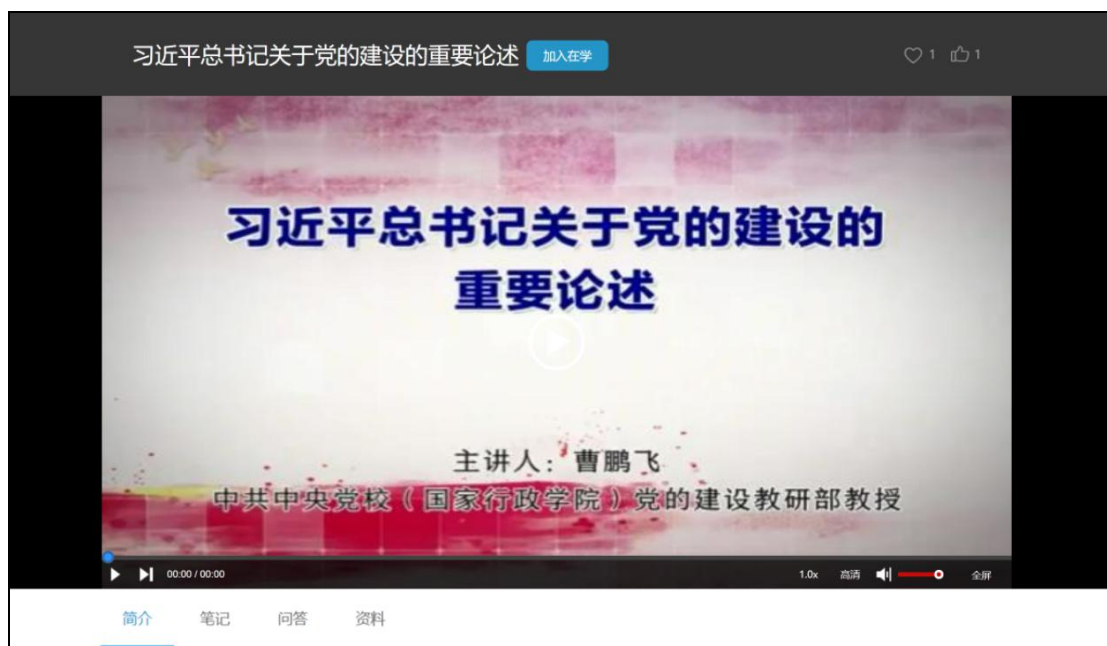 习近平总书记关于党的建设的重要论述 加入在学 1 1
习近平总书记关于党的建设的
重要论述
主讲人：曹鹏飞
中共中央党校（国家行政学院）党的建设教研部教授
00:00 / 00:00 1.0x 高清 全屏
简介 笔记 问答 资料